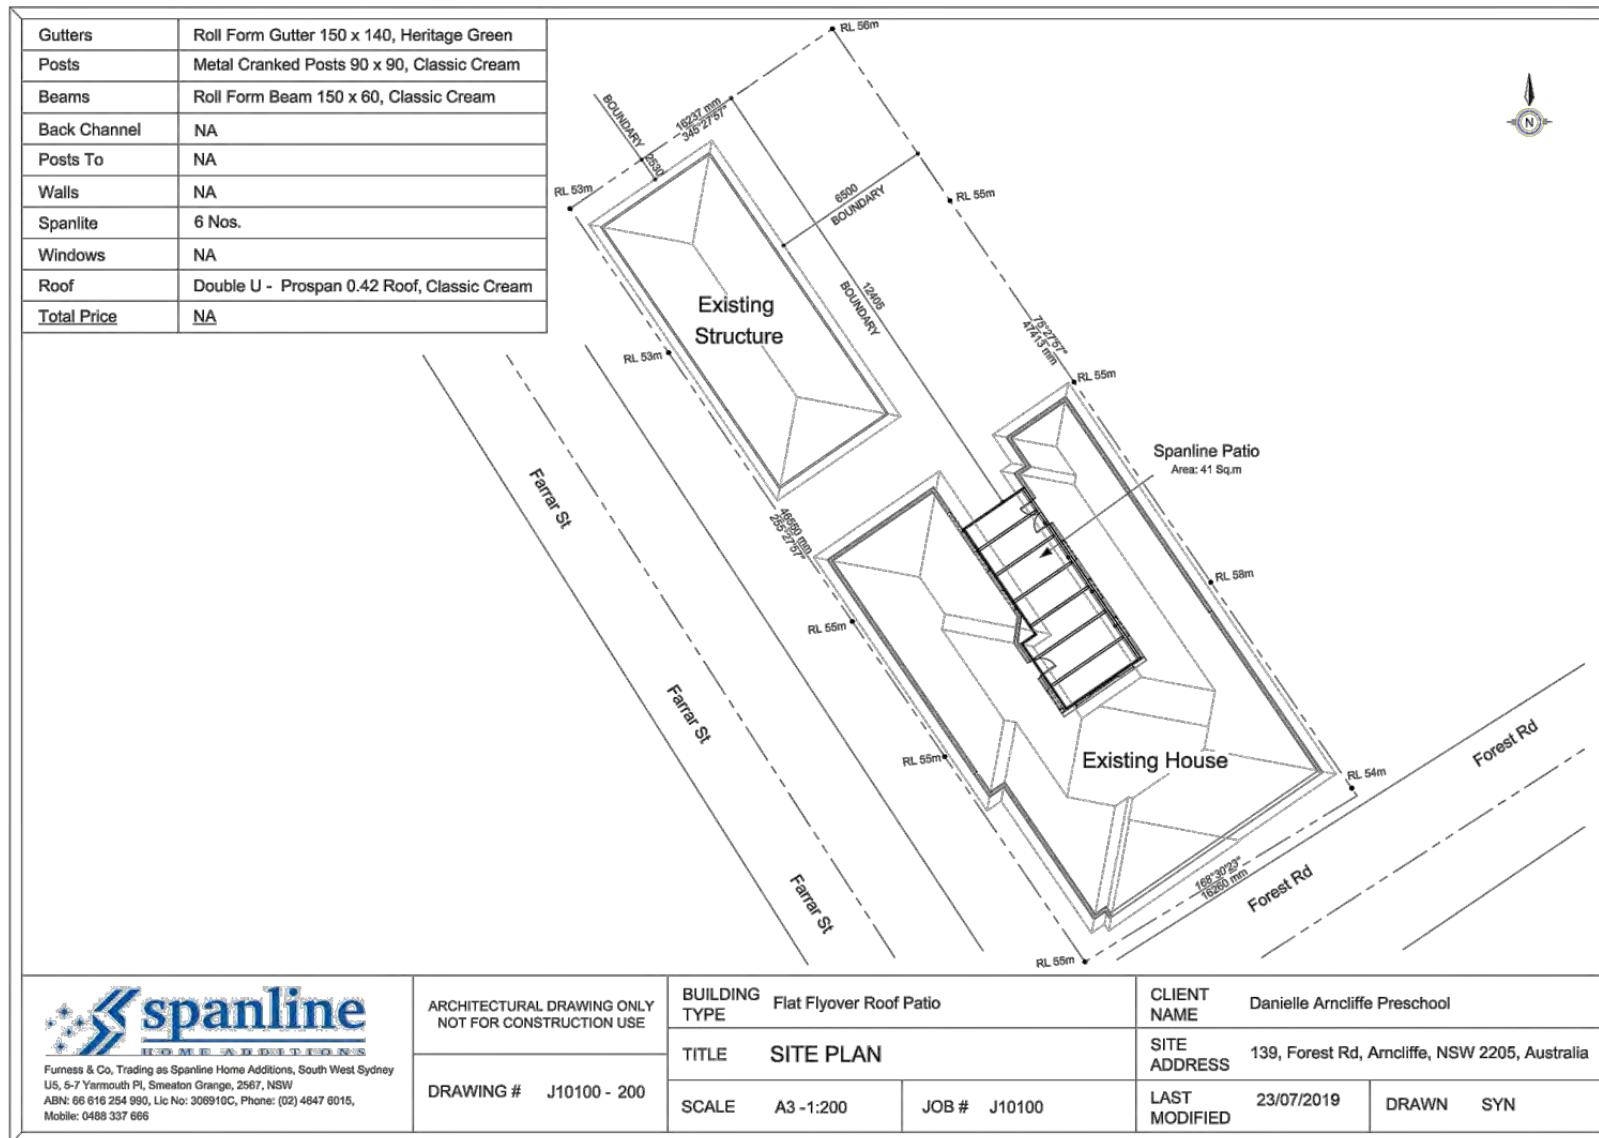 Gutters Roll Form Gutter 150 x 140, Heritage Green
Posts Metal Cranked Posts 90 x 90, Classic Cream
Beams Roll Form Beam 150 x 60, Classic Cream
Back Channel NA
Posts To NA
Walls NA
Spanlite 6 Nos.
Windows NA
Roof Double U - Prospan 0.42 Roof, Classic Cream
Total Price NA
RL 56m
N
BOUNDARY
2530
16237 mm
345°27'57"
RL 53m
6500
BOUNDARY
RL 55m
12405
BOUNDARY
Existing
Structure
RL 53m
75°27'57"
47413 mm
RL 55m
Spanline Patio
Area: 41 Sq.m
Farrar St
46550 mm
255°27'57"
RL 58m
RL 55m
Farrar St
RL 55m
Existing House
Forest Rd
RL 54m
168°30'23"
16260 mm
Forest Rd
Farrar St
RL 55m
spanline
HOME ADDITIONS
Furness & Co, Trading as Spanline Home Additions, South West Sydney
U5, 5-7 Yarmouth Pl, Smeaton Grange, 2567, NSW
ABN: 66 616 254 990, Lic No: 306910C, Phone: (02) 4647 6015,
Mobile: 0488 337 666
ARCHITECTURAL DRAWING ONLY
NOT FOR CONSTRUCTION USE
DRAWING # J10100 - 200
BUILDING
TYPE Flat Flyover Roof Patio
TITLE SITE PLAN
SCALE A3 -1:200
JOB # J10100
CLIENT
NAME Danielle Arncliffe Preschool
SITE
ADDRESS 139, Forest Rd, Arncliffe, NSW 2205, Australia
LAST
MODIFIED 23/07/2019
DRAWN SYN